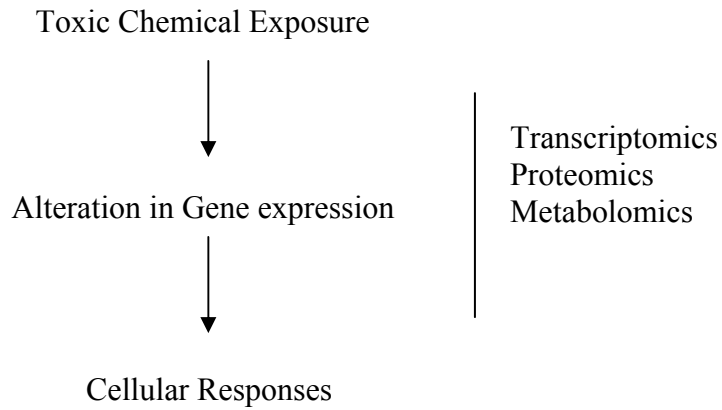 Toxic Chemical Exposure
Transcriptomics
Proteomics
Metabolomics
Alteration in Gene expression
Cellular Responses